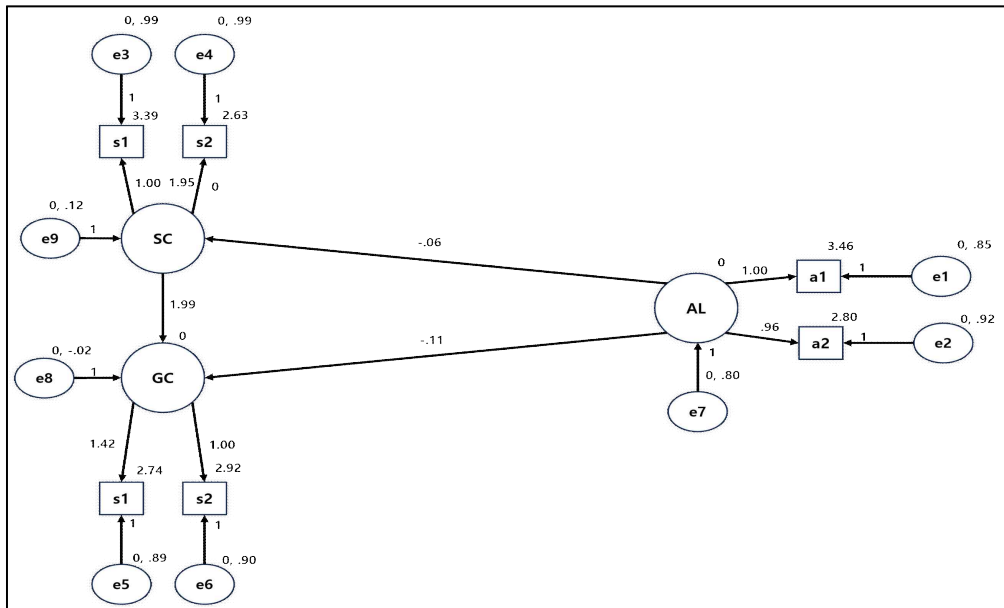 0, .99
0, .99
e3
e4
1
1
3.39
2.63
s1
s2
1.00
1.95
0
0, .12
e9
1
SC
-.06
3.46
0, .85
0
1.00
a1
1
e1
AL
1.99
.96
2.80
0, .92
a2
1
e2
0
-.11
1
0, -.02
e8
1
GC
0, .80
e7
1.42
1.00
2.74
2.92
s1
s2
1
1
0, .89
0, .90
e5
e6